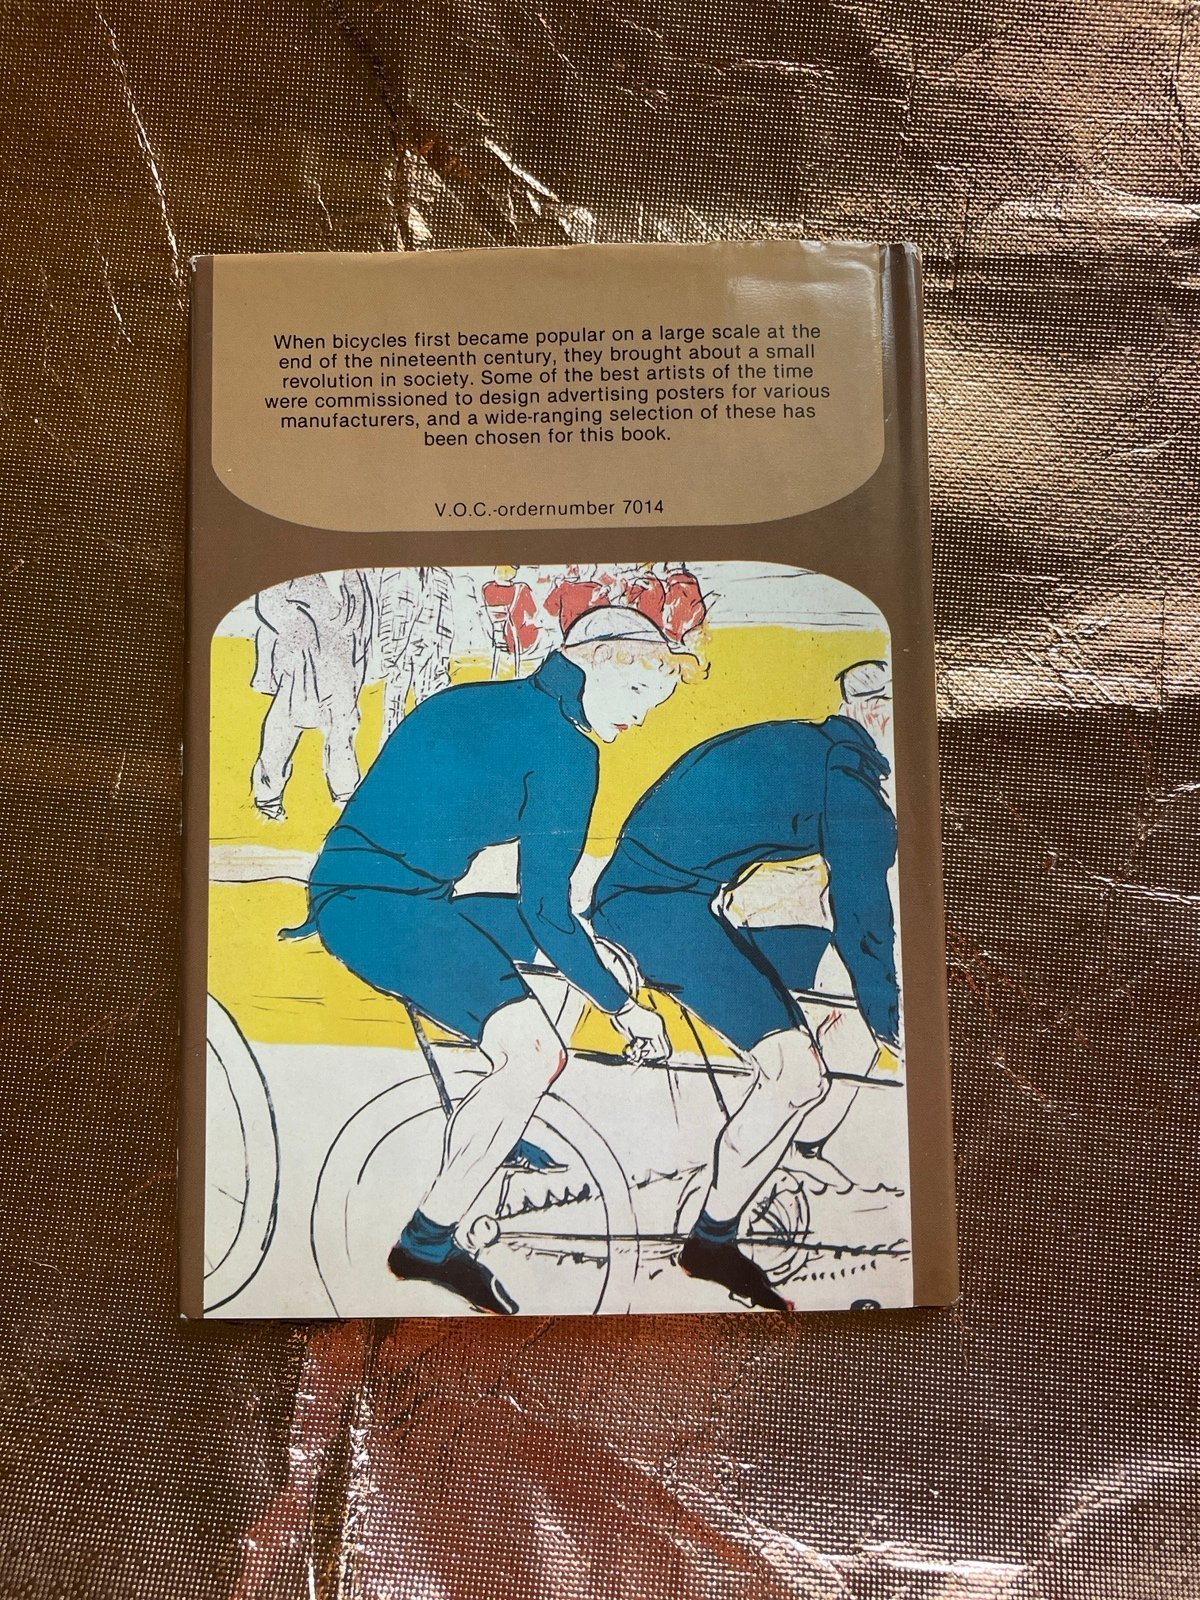 When bicycles first became popular on a large scale at the
end of the nineteenth century, they brought about a small
revolution in society. Some of the best artists of the time
were commissioned to design advertising posters for various
manufacturers, and a wide-ranging selection of these has
been chosen for this book.
V.O.C.-ordernumber 7014